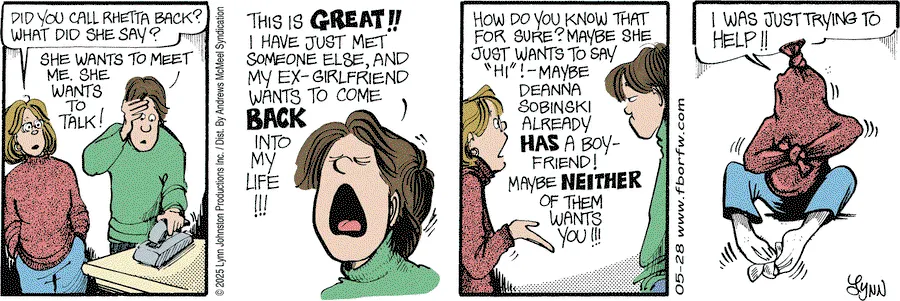 DID YOU CALL RHETTA BACK?
WHAT DID SHE SAY?
SHE WANTS TO MEET
ME. SHE
WANTS
TO
TALK!
© 2025 Lynn Johnston Productions Inc. / Dist. By Andrews McMeel Syndication
THIS IS GREAT!!
I HAVE JUST MET
SOMEONE ELSE, AND
MY EX-GIRLFRIEND
WANTS TO COME
BACK
INTO
MY
LIFE
!!!
HOW DO YOU KNOW THAT
FOR SURE? MAYBE SHE
JUST WANTS TO SAY
"HI"!-MAYBE
DEANNA
SOBINSKI
ALREADY
HAS A BOY-
FRIEND!
MAYBE NEITHER
OF THEM
WANTS
YOU!!!
05-28 www.fborfw.com
I WAS JUST TRYING TO
HELP!!
LYNN